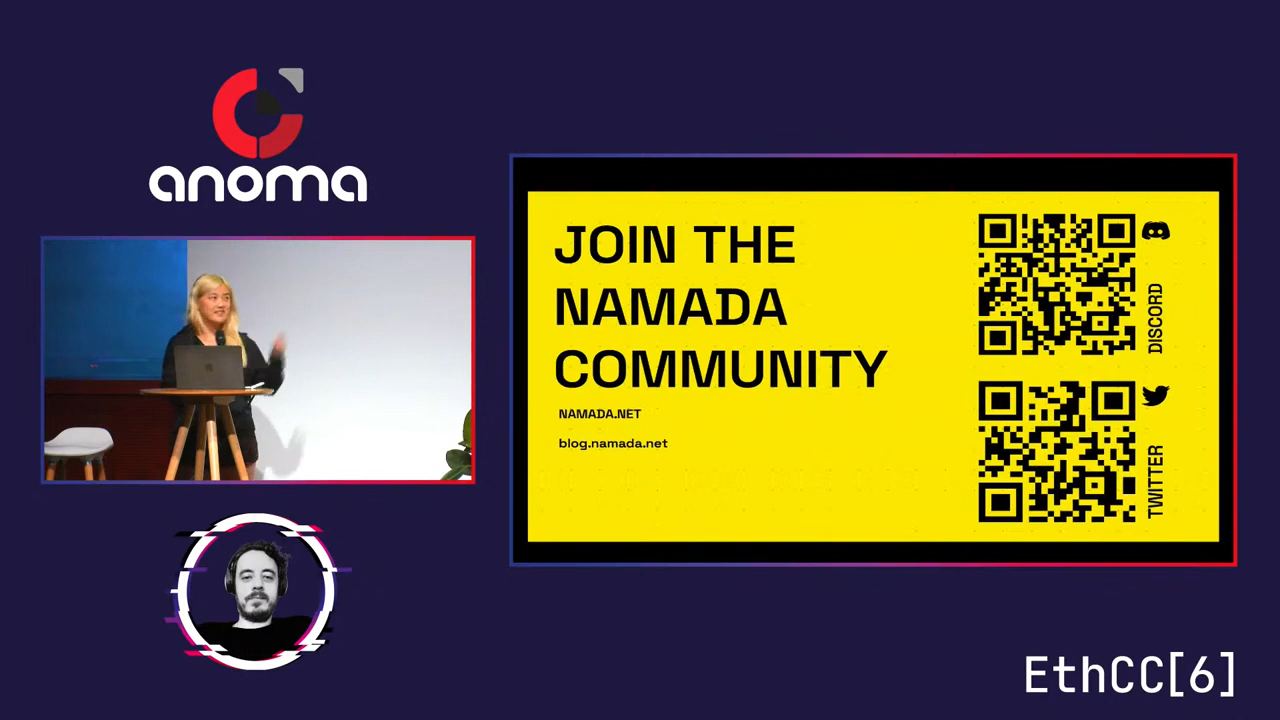 anoma
JOIN THE
NAMADA
COMMUNITY
NAMADA.NET
blog.namada.net
DISCORD
TWITTER
EthCC[6]